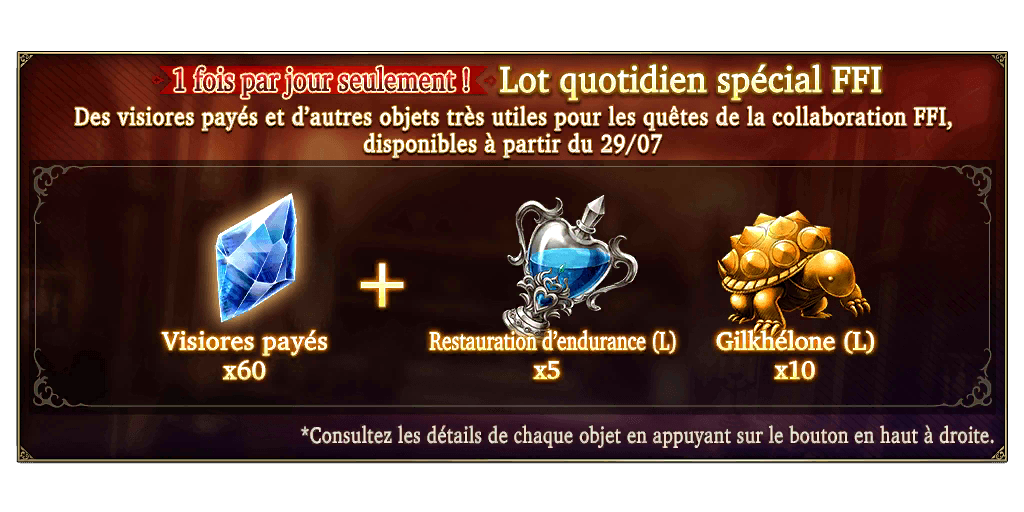 1 fois par jour seulement ! Lot quotidien spécial FFI
Des visiores payés et d'autres objets très utiles pour les quêtes de la collaboration FFI,
disponibles à partir du 29/07
+
Visiores payés
x60
Restauration d'endurance (L)
x5
Gilkhélone (L)
x10
*Consultez les détails de chaque objet en appuyant sur le bouton en haut à droite.